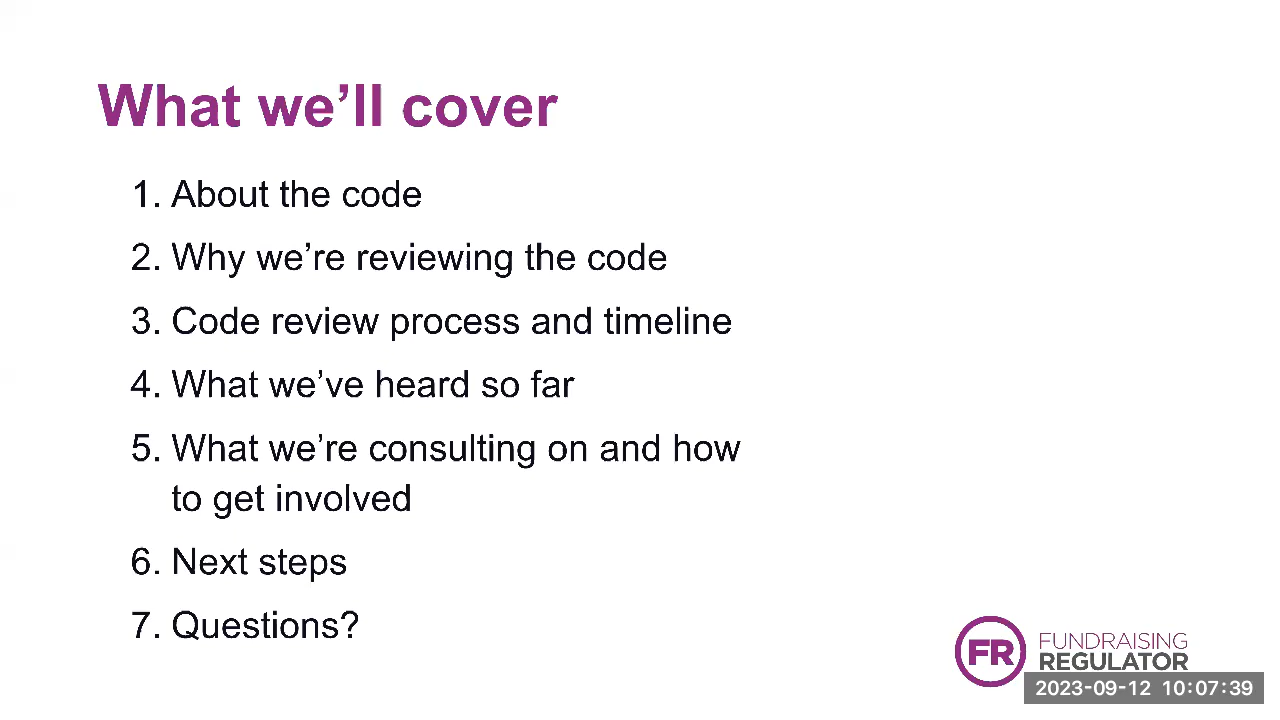 What we’ll cover
1. About the code
2. Why we’re reviewing the code
3. Code review process and timeline
4. What we’ve heard so far
5. What we’re consulting on and how
to get involved
6. Next steps
7. Questions?
FR
FUNDRAISING
REGULATOR
2023-09-12 10:07:39